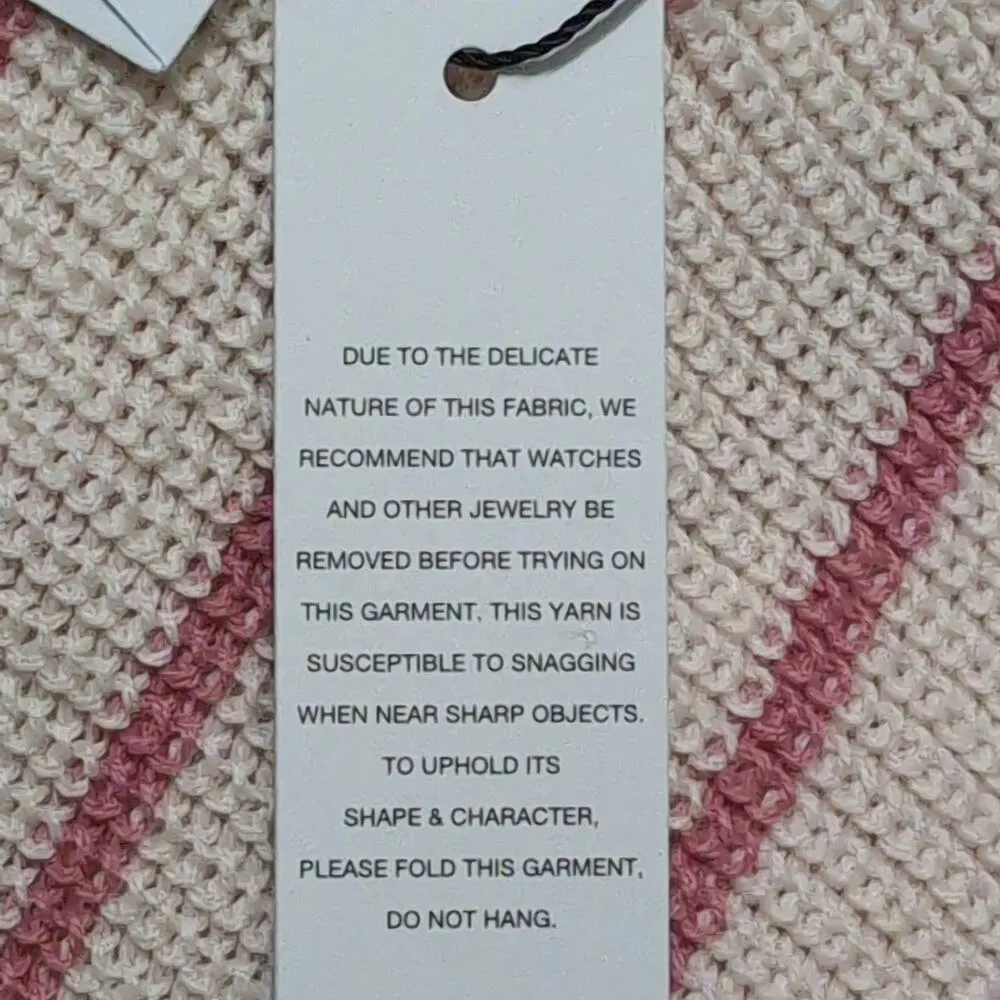 DUE TO THE DELICATE
NATURE OF THIS FABRIC, WE
RECOMMEND THAT WATCHES
AND OTHER JEWELRY BE
REMOVED BEFORE TRYING ON
THIS GARMENT. THIS YARN IS
SUSCEPTIBLE TO SNAGGING
WHEN NEAR SHARP OBJECTS.
TO UPHOLD ITS
SHAPE & CHARACTER,
PLEASE FOLD THIS GARMENT,
DO NOT HANG.